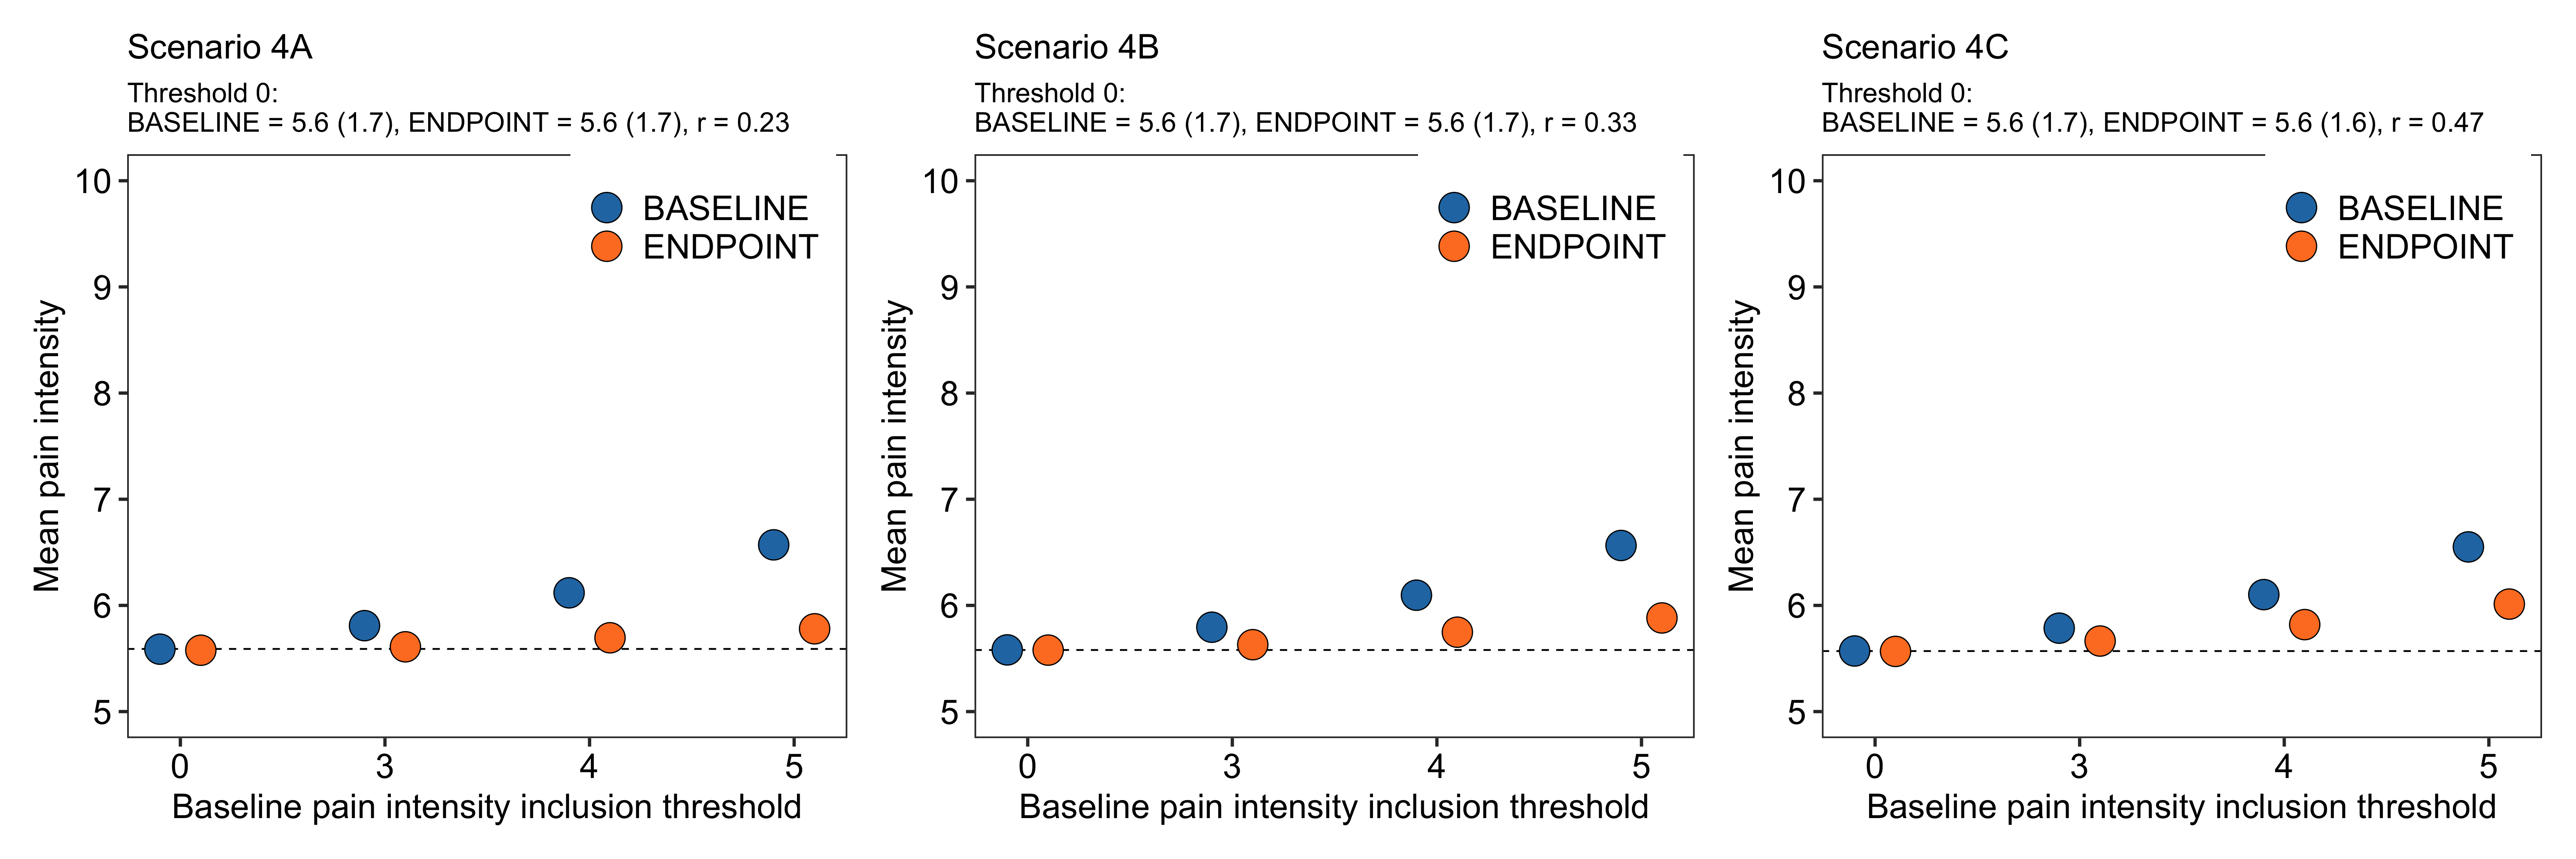 Scenario 4A
Threshold 0:
BASELINE = 5.6 (1.7), ENDPOINT = 5.6 (1.7), r = 0.23
BASELINE
ENDPOINT
10
9
8
7
6
5
Mean pain intensity
0 3 4 5
Baseline pain intensity inclusion threshold
Scenario 4B
Threshold 0:
BASELINE = 5.6 (1.7), ENDPOINT = 5.6 (1.7), r = 0.33
BASELINE
ENDPOINT
10
9
8
7
6
5
Mean pain intensity
0 3 4 5
Baseline pain intensity inclusion threshold
Scenario 4C
Threshold 0:
BASELINE = 5.6 (1.7), ENDPOINT = 5.6 (1.6), r = 0.47
BASELINE
ENDPOINT
10
9
8
7
6
5
Mean pain intensity
0 3 4 5
Baseline pain intensity inclusion threshold